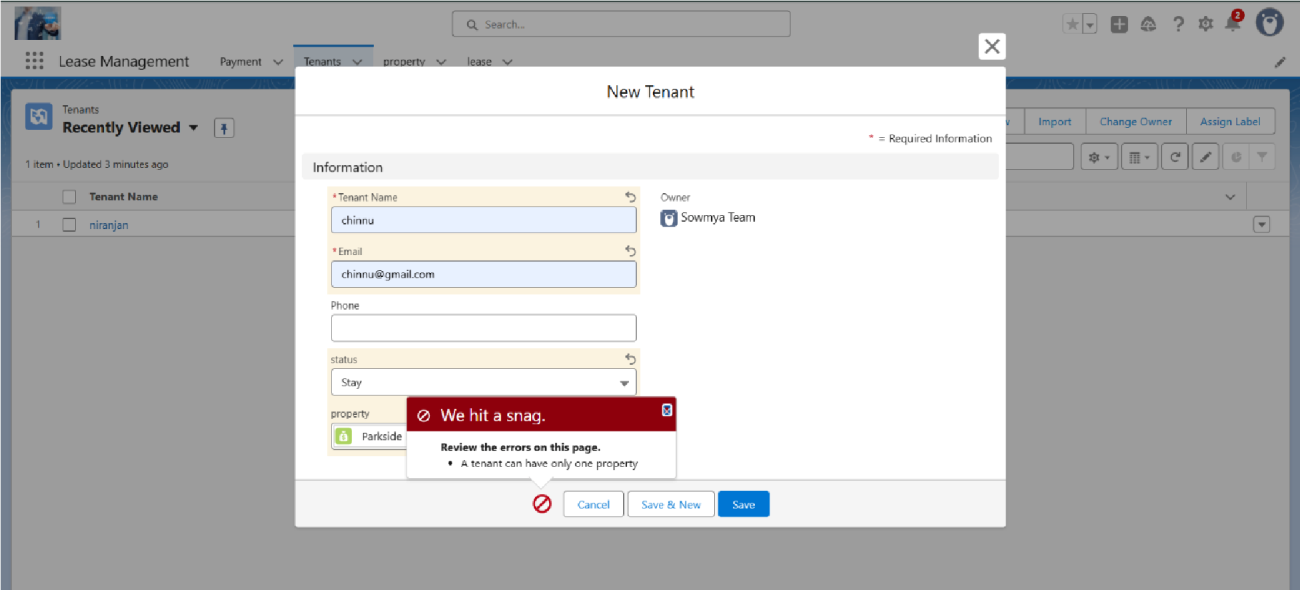 Search...
2
Lease Management
Payment
Tenants
property
lease
New Tenant
Tenants
Recently Viewed
Import
Change Owner
Assign Label
* = Required Information
1 item • Updated 3 minutes ago
Information
Tenant Name
*Tenant Name
Owner
chinnu
Sowmya Team
1
niranjan
*Email
chinnu@gmail.com
Phone
status
Stay
property
We hit a snag.
Parkside
Review the errors on this page.
• A tenant can have only one property
Cancel
Save & New
Save